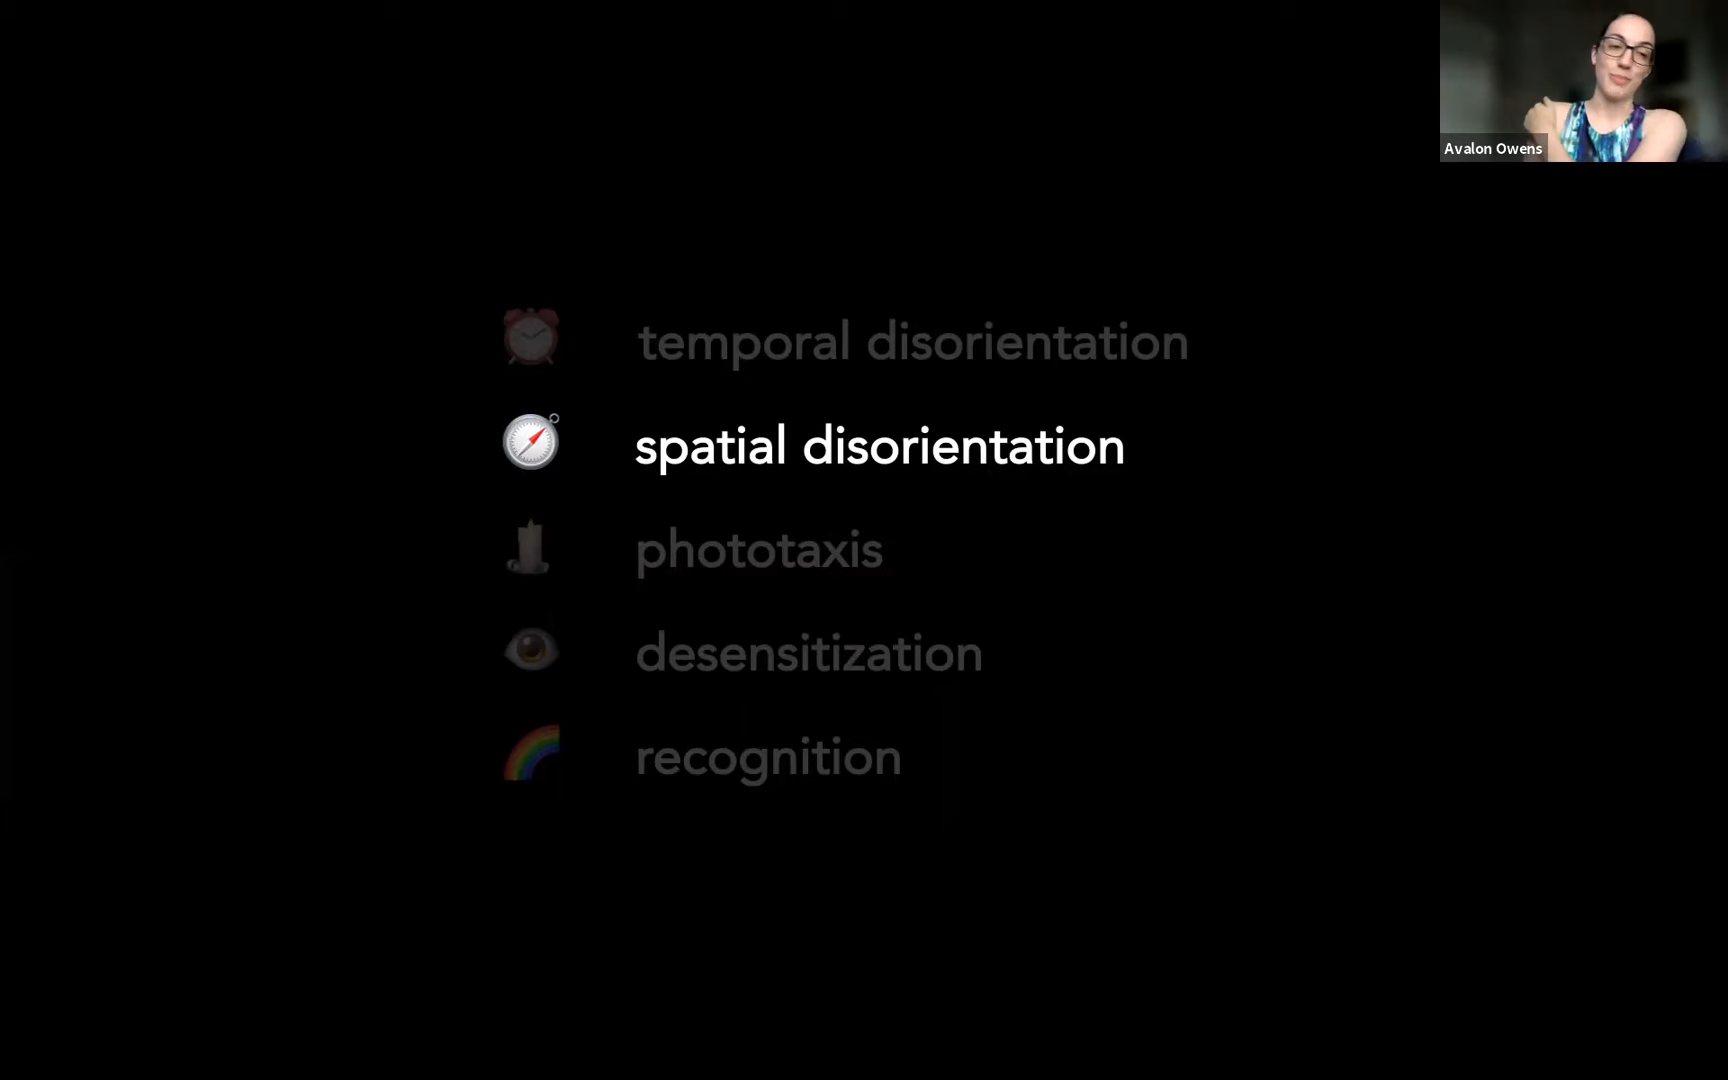 Avalon Owens
temporal disorientation
spatial disorientation
phototaxis
desensitization
recognition